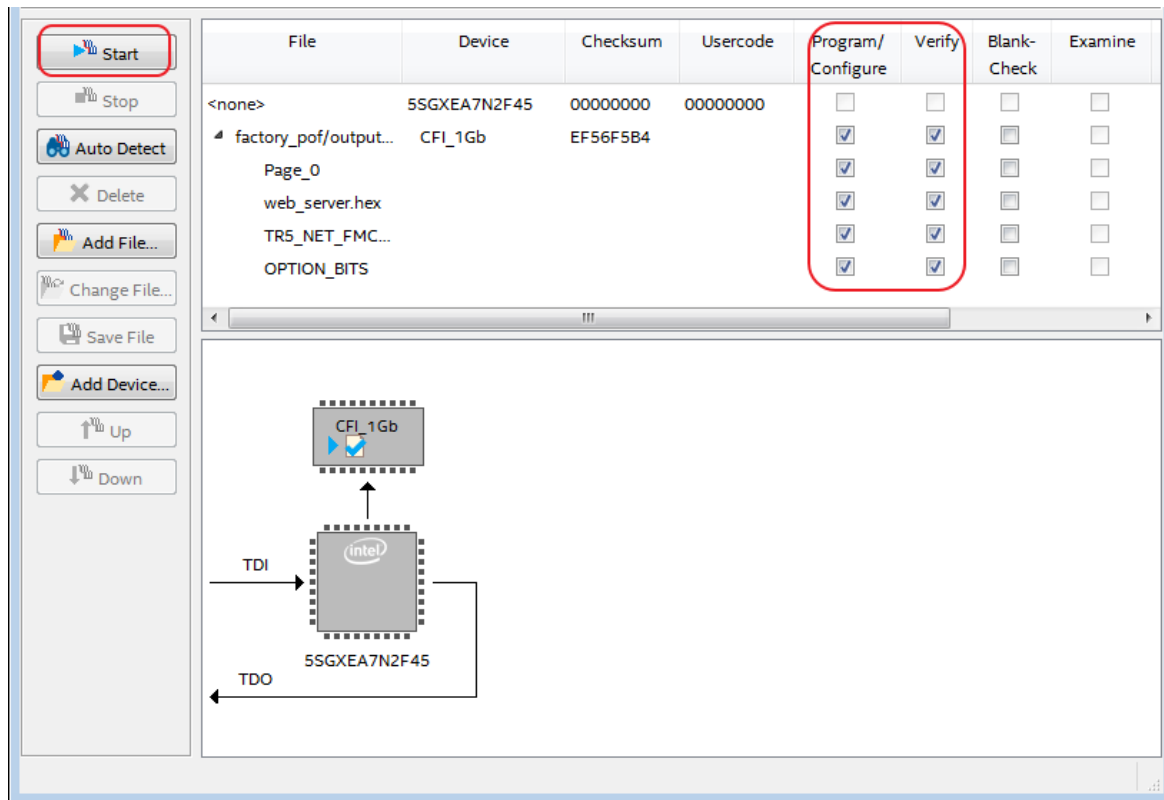 Start
Stop
Auto Detect
Delete
Add File...
Change File...
Save File
Add Device...
Up
Down
File Device Checksum Usercode Program/ Configure Verify Blank- Check Examine
<none> 5SGXEA7N2F45 00000000 00000000
factory_pof/output... CFI_1Gb EF56F5B4
Page_0
web_server.hex
TR5_NET_FMC...
OPTION_BITS
CFI_1Gb
intel
TDI
5SGXEA7N2F45
TDO